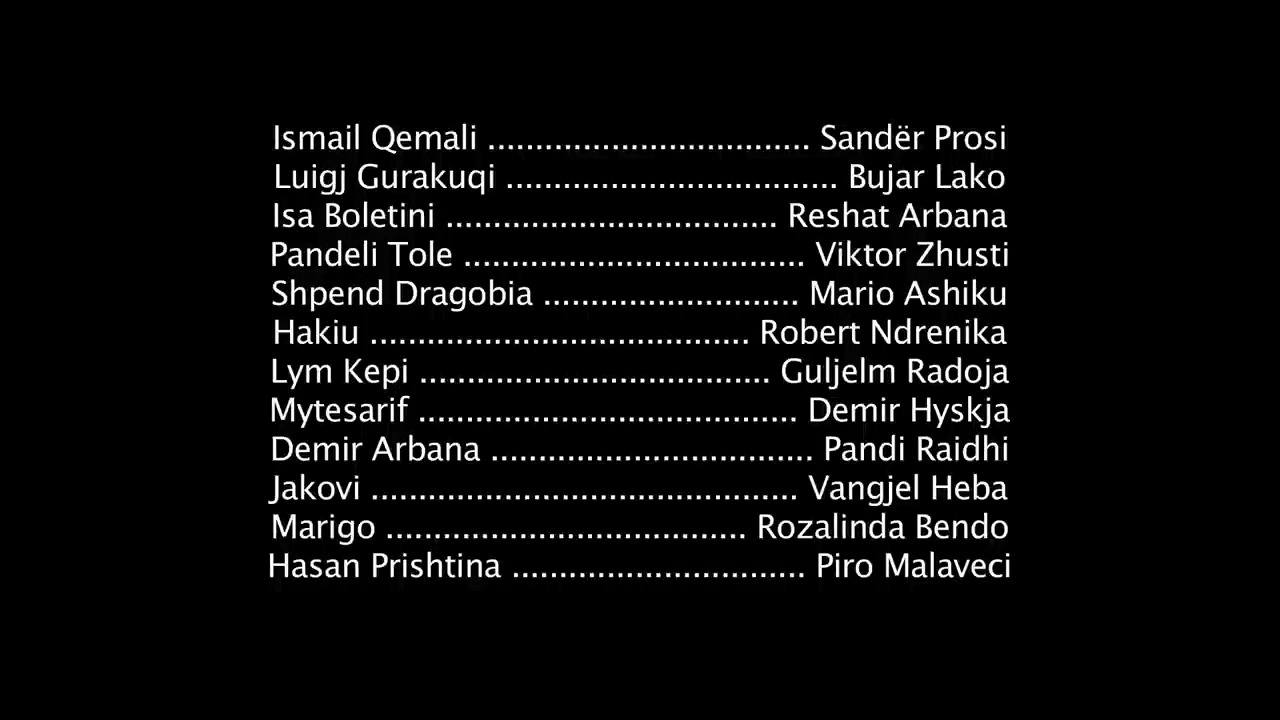 Ismail Qemali .................................. Sandër Prosi
Luigj Gurakuqi ................................... Bujar Lako
Isa Boletini ................................... Reshat Arbana
Pandeli Tole .................................... Viktor Zhusti
Shpend Dragobia ........................... Mario Ashiku
Hakiu ........................................ Robert Ndrenika
Lym Kepi ..................................... Guljelm Radoja
Mytesarif ........................................ Demir Hyskja
Demir Arbana .................................. Pandi Raidhi
Jakovi ............................................. Vangjel Heba
Marigo ...................................... Rozalinda Bendo
Hasan Prishtina ............................... Piro Malaveci